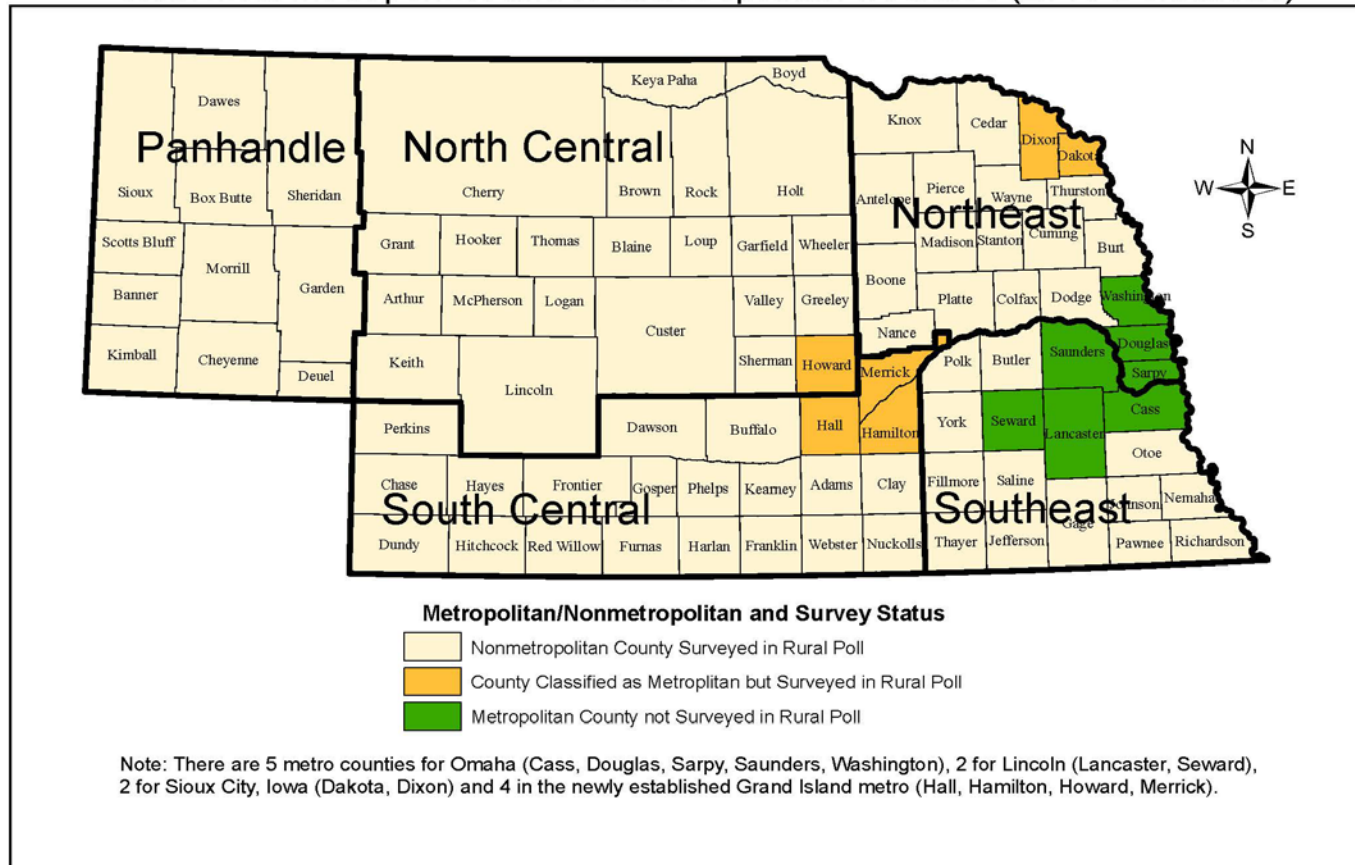 Dawes
Keya Paha
Boyd
Knox
Cedar
Dixon
Dakota
N
W
E
S
Panhandle
North Central
Sioux
Box Butte
Sheridan
Cherry
Brown
Rock
Holt
Antelope
Pierce
Wayne
Thurston
Northeast
Scotts Bluff
Morrill
Garden
Grant
Hooker
Thomas
Blaine
Loup
Garfield
Wheeler
Madison
Stanton
Cuming
Burt
Banner
Arthur
McPherson
Logan
Custer
Valley
Greeley
Boone
Platte
Colfax
Dodge
Washington
Kimball
Cheyenne
Deuel
Keith
Lincoln
Sherman
Howard
Nance
Merrick
Polk
Butler
Saunders
Douglas
Sarpy
Perkins
Dawson
Buffalo
Hall
Hamilton
York
Seward
Lancaster
Cass
Otoe
Chase
Hayes
Frontier
Gosper
Phelps
Kearney
Adams
Clay
Fillmore
Saline
Johnson
Nemaha
South Central
Southeast
Gage
Dundy
Hitchcock
Red Willow
Furnas
Harlan
Franklin
Webster
Nuckolls
Thayer
Jefferson
Pawnee
Richardson
Metropolitan/Nonmetropolitan and Survey Status
Nonmetropolitan County Surveyed in Rural Poll
County Classified as Metroplitan but Surveyed in Rural Poll
Metropolitan County not Surveyed in Rural Poll
Note: There are 5 metro counties for Omaha (Cass, Douglas, Sarpy, Saunders, Washington), 2 for Lincoln (Lancaster, Seward),
2 for Sioux City, Iowa (Dakota, Dixon) and 4 in the newly established Grand Island metro (Hall, Hamilton, Howard, Merrick).